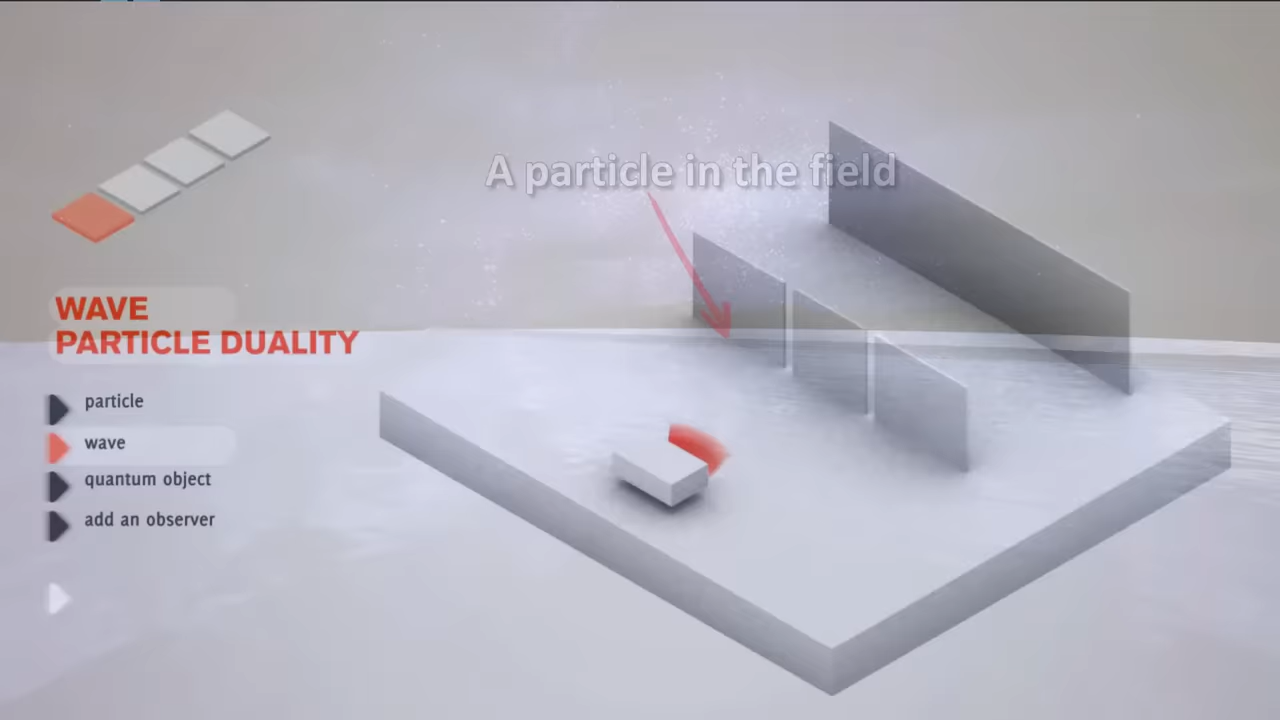 A particle in the field
WAVE
PARTICLE DUALITY
particle
wave
quantum object
add an observer